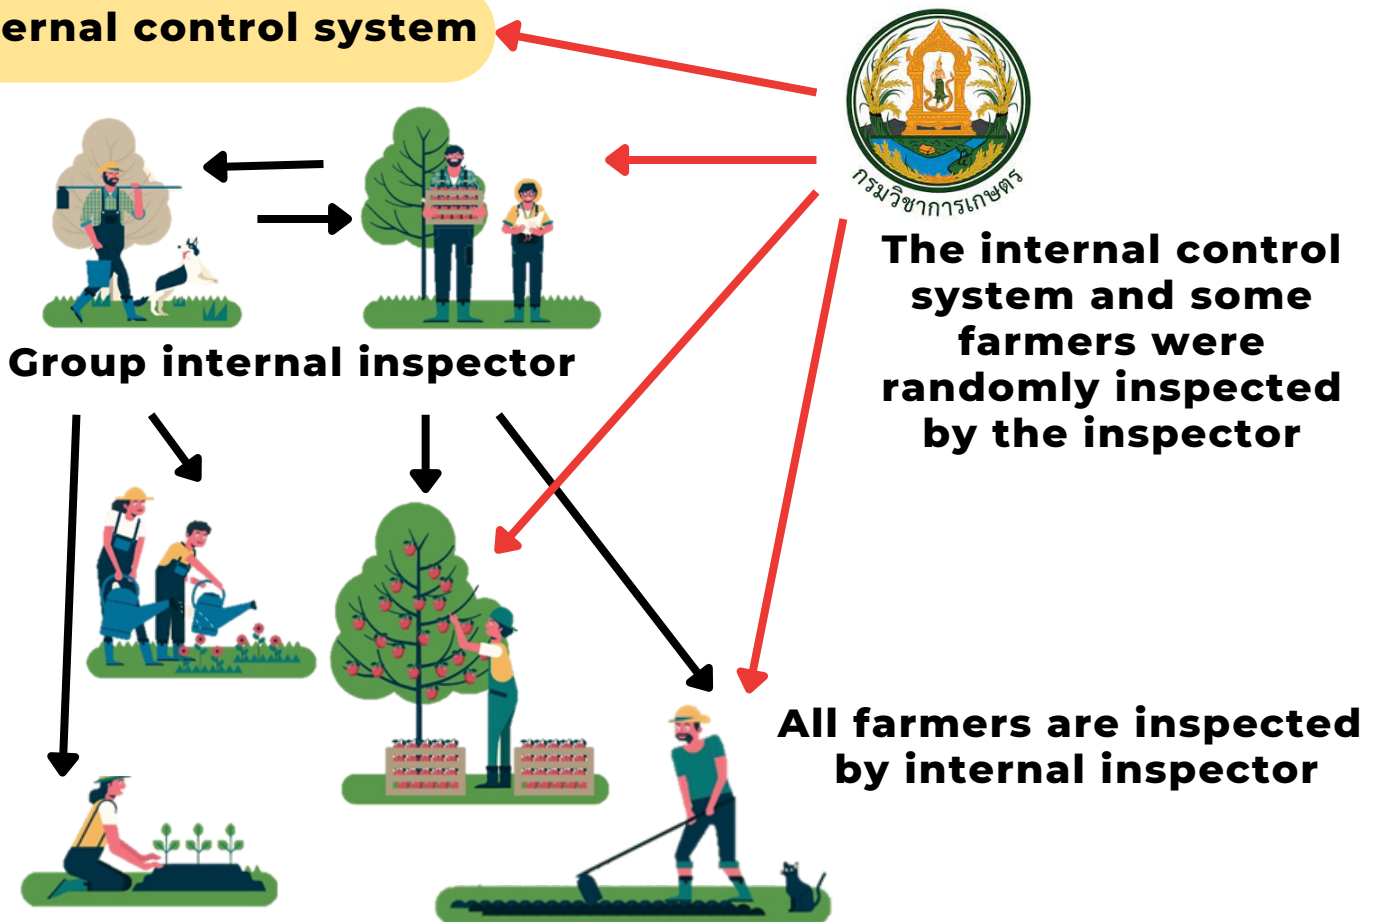 ernal control system
กรมวิชาการเกษตร
The internal control
system and some
farmers were
randomly inspected
by the inspector
Group internal inspector
All farmers are inspected
by internal inspector